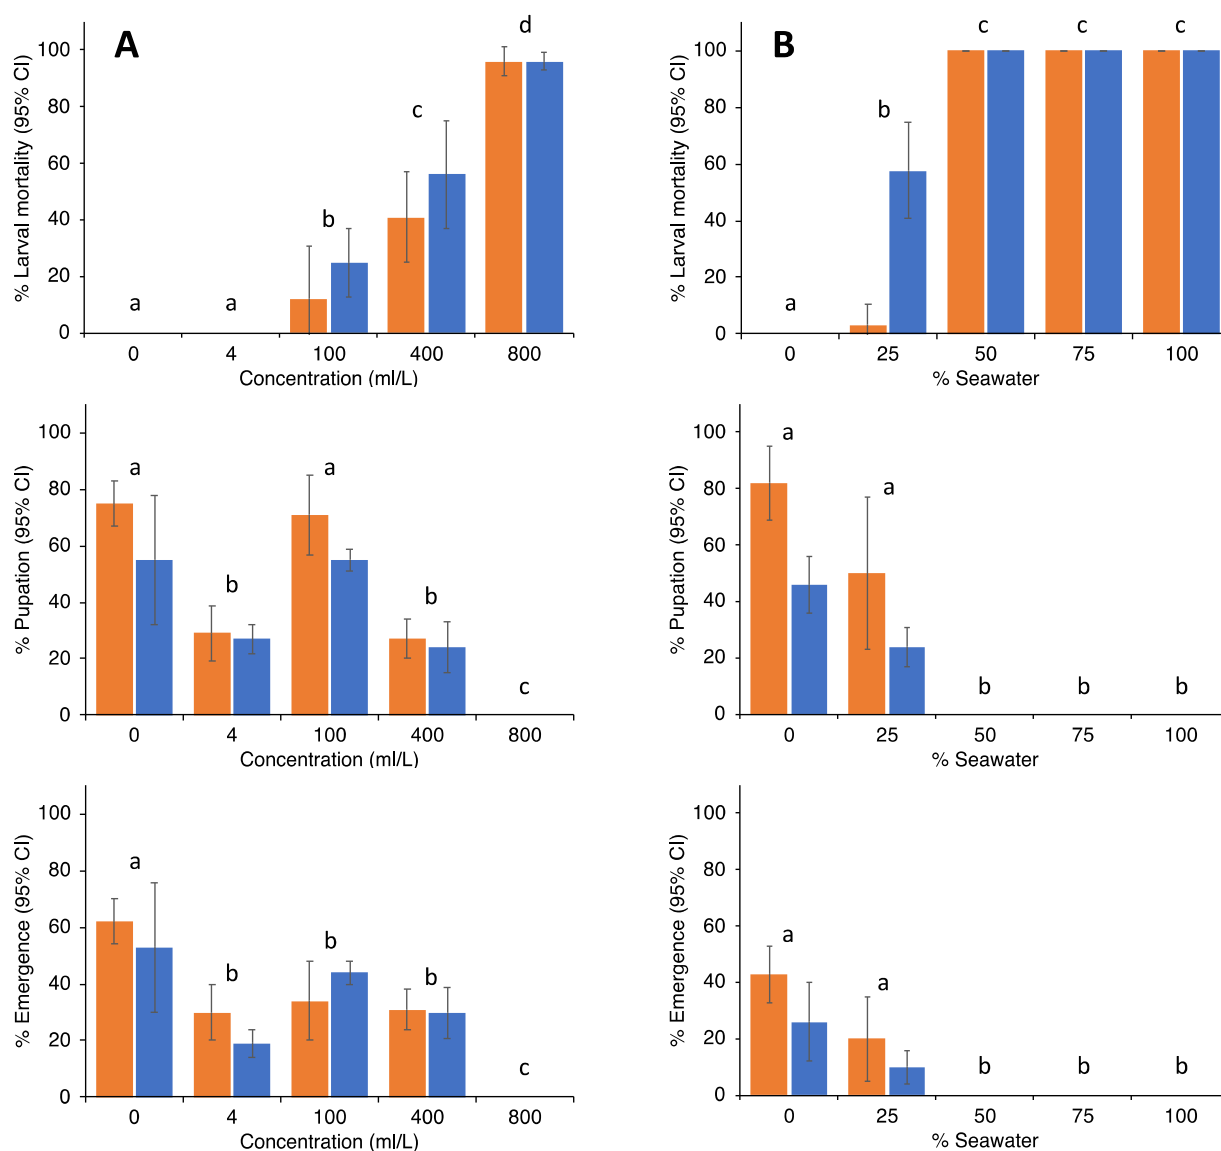 A
% Larval mortality (95% CI)
100
80
60
40
20
0
a
a
b
c
d
0
4
100
400
800
Concentration (ml/L)
B
% Larval mortality (95% CI)
100
80
60
40
20
0
a
b
c
c
c
0
25
50
75
100
% Seawater
% Pupation (95% CI)
100
80
60
40
20
0
a
b
a
b
c
0
4
100
400
800
Concentration (ml/L)
% Pupation (95% CI)
100
80
60
40
20
0
a
a
b
b
b
0
25
50
75
100
% Seawater
% Emergence (95% CI)
100
80
60
40
20
0
a
b
b
b
c
0
4
100
400
800
Concentration (ml/L)
% Emergence (95% CI)
100
80
60
40
20
0
a
a
b
b
b
0
25
50
75
100
% Seawater